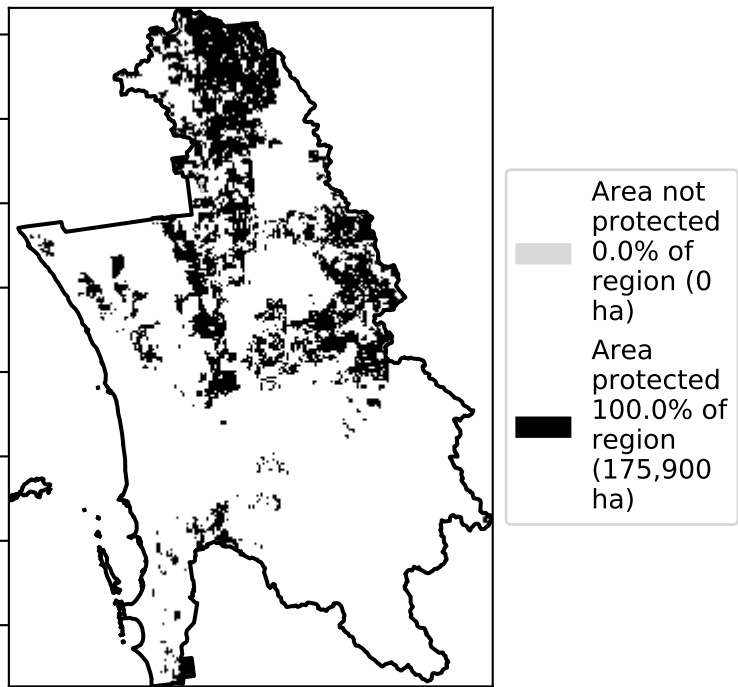 Area not
protected
0.0% of
region (0
ha)
Area
protected
100.0% of
region
(175,900
ha)